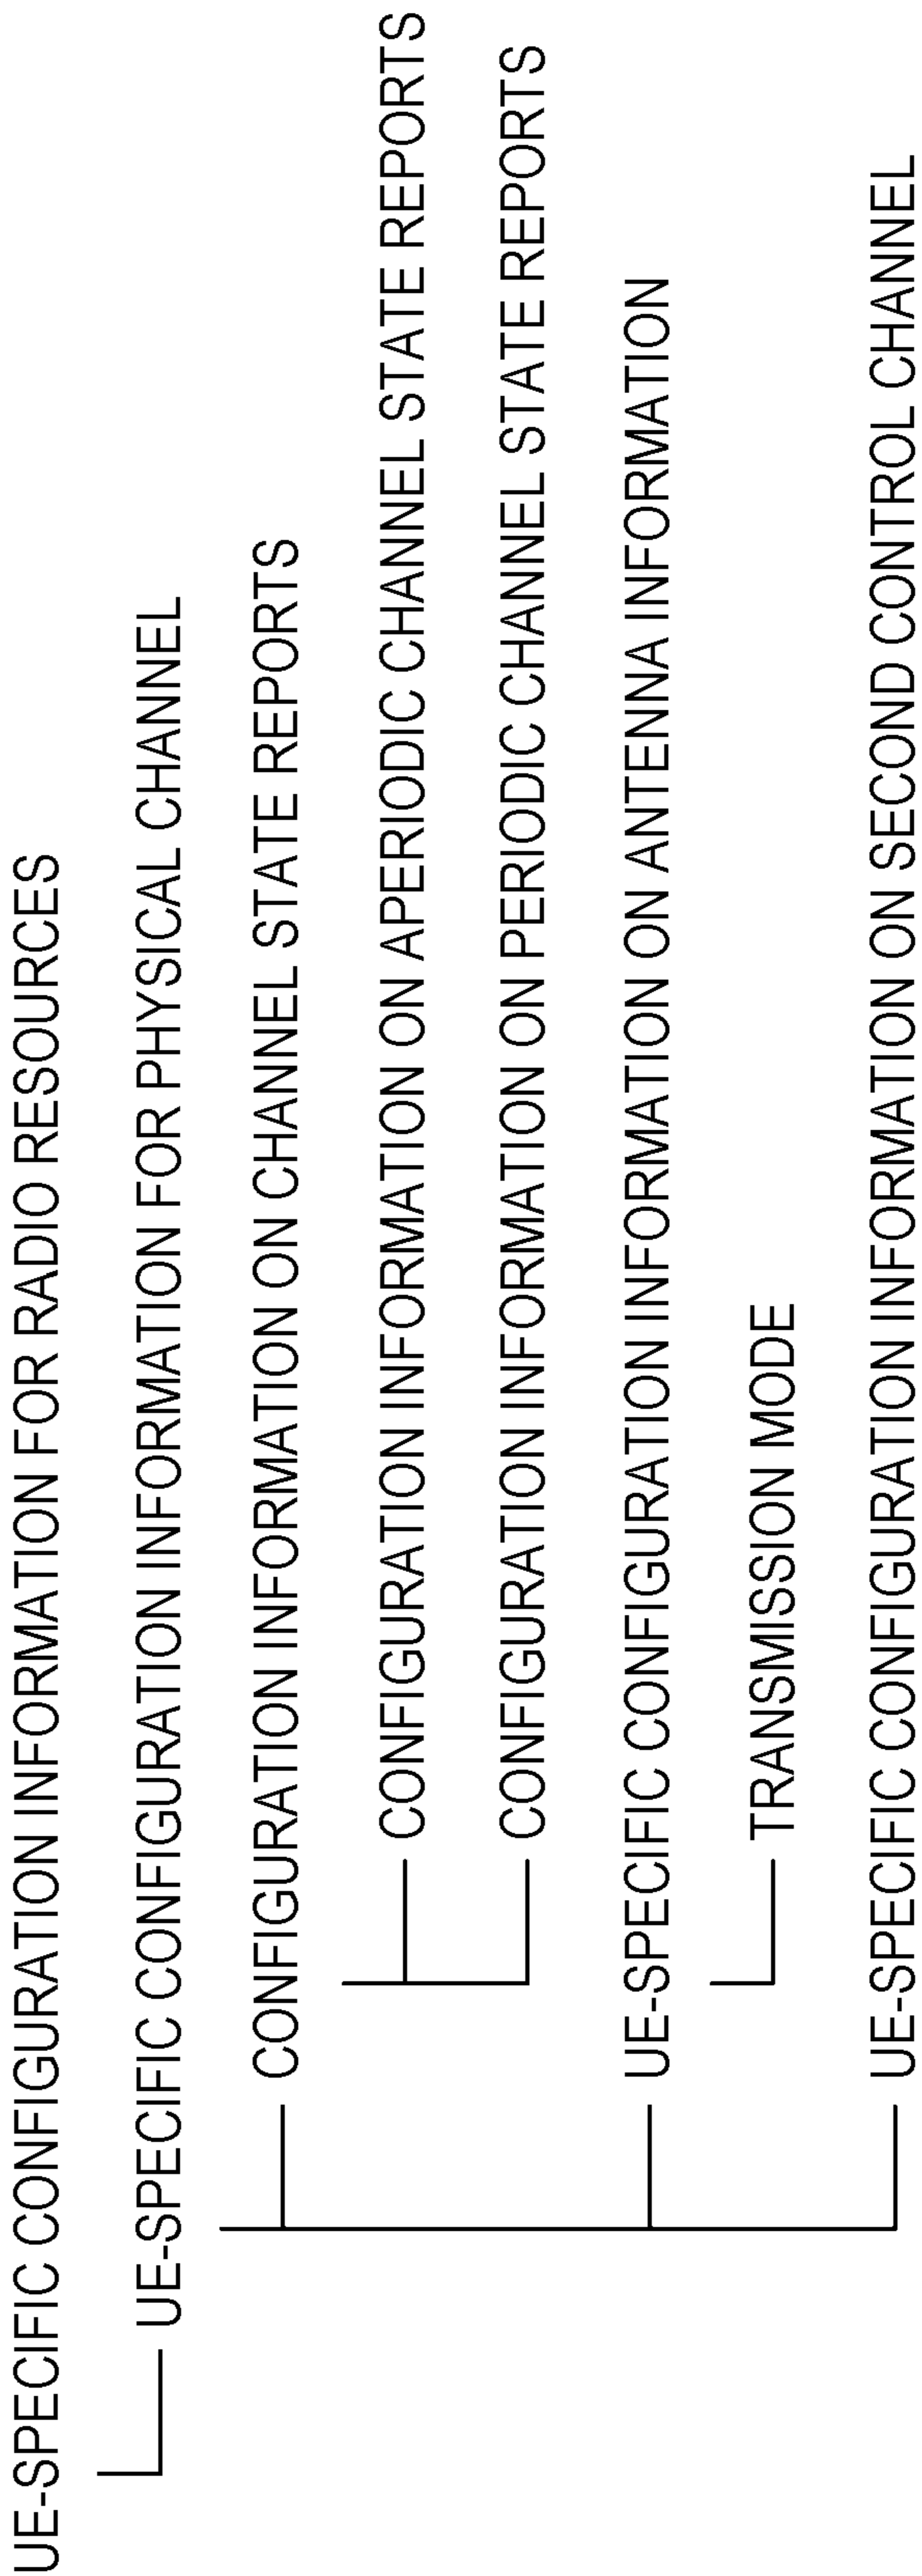 UE-SPECIFIC CONFIGURATION INFORMATION FOR RADIO RESOURCES
UE-SPECIFIC CONFIGURATION INFORMATION FOR PHYSICAL CHANNEL
CONFIGURATION INFORMATION ON CHANNEL STATE REPORTS
CONFIGURATION INFORMATION ON APERIODIC CHANNEL STATE REPORTS
CONFIGURATION INFORMATION ON PERIODIC CHANNEL STATE REPORTS
UE-SPECIFIC CONFIGURATION INFORMATION ON ANTENNA INFORMATION
TRANSMISSION MODE
UE-SPECIFIC CONFIGURATION INFORMATION ON SECOND CONTROL CHANNEL